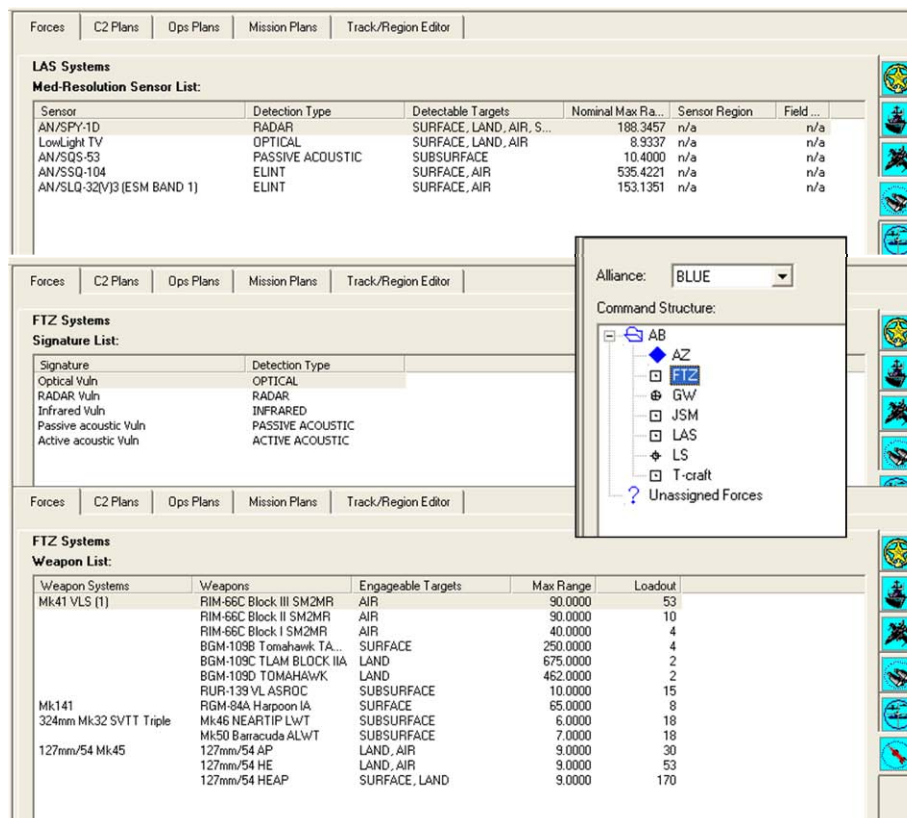 Forces C2 Plans Ops Plans Mission Plans Track/Region Editor
LAS Systems
Med-Resolution Sensor List:
Sensor Detection Type Detectable Targets Nominal Max Ra... Sensor Region Field ...
AN/SPY-1D RADAR SURFACE, LAND, AIR, S... 188.3457 n/a n/a
LowLight TV OPTICAL SURFACE, LAND, AIR 8.9337 n/a n/a
AN/SQS-53 PASSIVE ACOUSTIC SUBSURFACE 10.4000 n/a n/a
AN/SSQ-104 ELINT SURFACE, AIR 535.4221 n/a n/a
AN/SLQ-32(V)3 (ESM BAND 1) ELINT SURFACE, AIR 153.1351 n/a n/a
Forces C2 Plans Ops Plans Mission Plans Track/Region Editor
FTZ Systems
Signature List:
Signature Detection Type
Optical Vuln OPTICAL
RADAR Vuln RADAR
Infrared Vuln INFRARED
Passive acoustic Vuln PASSIVE ACOUSTIC
Active acoustic Vuln ACTIVE ACOUSTIC
Alliance: BLUE
Command Structure:
AB
AZ
FTZ
GW
JSM
LAS
LS
T-craft
? Unassigned Forces
Forces C2 Plans Ops Plans Mission Plans Track/Region Editor
FTZ Systems
Weapon List:
Weapon Systems Weapons Engageable Targets Max Range Loadout
Mk41 VLS (1) RIM-66C Block III SM2MR AIR 90.0000 53
RIM-66C Block II SM2MR AIR 90.0000 10
RIM-66C Block I SM2MR AIR 40.0000 4
BGM-109B Tomahawk TA... SURFACE 250.0000 4
BGM-109C TLAM BLOCK IIA LAND 675.0000 2
BGM-109D TOMAHAWK LAND 462.0000 2
RUR-139 VL ASROC SUBSURFACE 10.0000 15
Mk141 RGM-84A Harpoon IA SURFACE 65.0000 8
324mm Mk32 SVTT Triple Mk46 NEARTIP LWT SUBSURFACE 6.0000 18
Mk50 Barracuda ALWT SUBSURFACE 7.0000 18
127mm/54 Mk45 127mm/54 AP LAND, AIR 9.0000 30
127mm/54 HE LAND, AIR 9.0000 53
127mm/54 HEAP SURFACE, LAND 9.0000 170